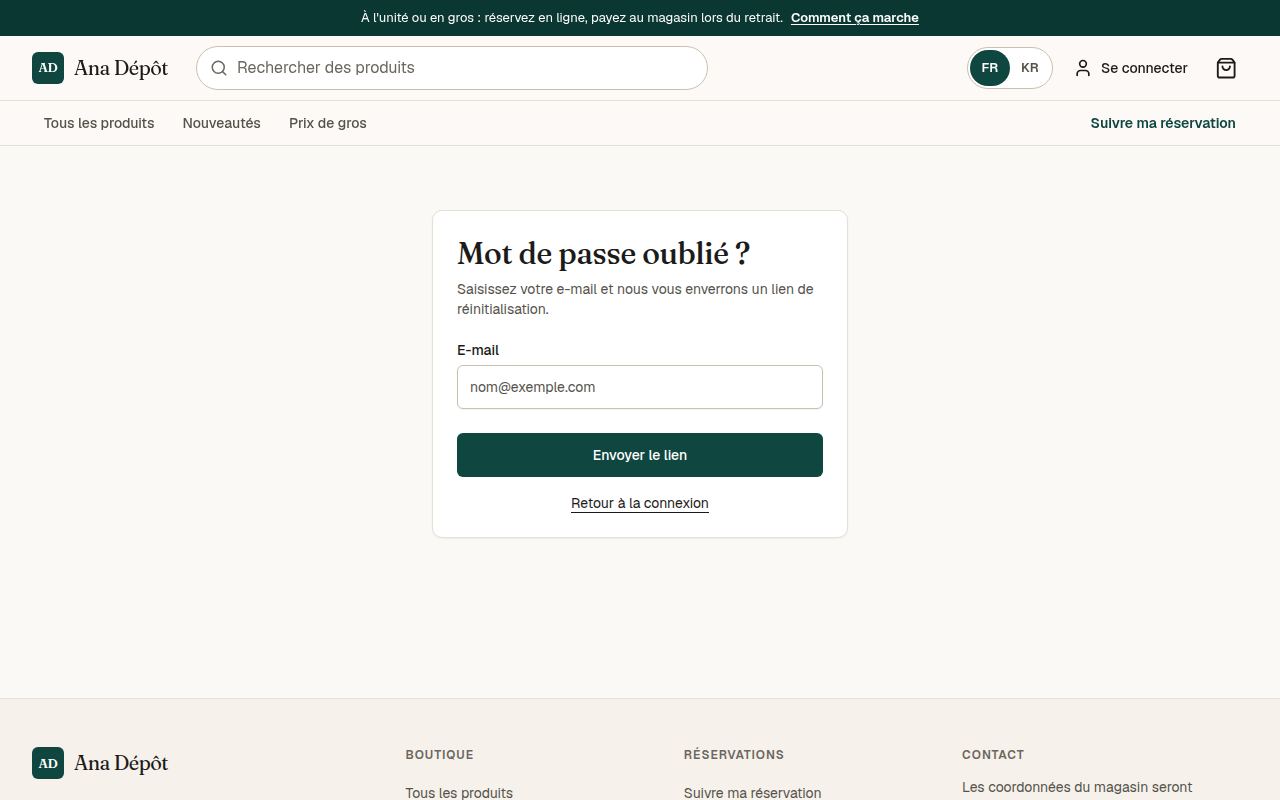 À l'unité ou en gros : réservez en ligne, payez au magasin lors du retrait. Comment ça marche
AD Ana Dépôt
Rechercher des produits
FR KR
Se connecter
Tous les produits
Nouveautés
Prix de gros
Suivre ma réservation
Mot de passe oublié ?
Saisissez votre e-mail et nous vous enverrons un lien de
réinitialisation.
E-mail
nom@exemple.com
Envoyer le lien
Retour à la connexion
AD Ana Dépôt
BOUTIQUE
Tous les produits
RÉSERVATIONS
Suivre ma réservation
CONTACT
Les coordonnées du magasin seront